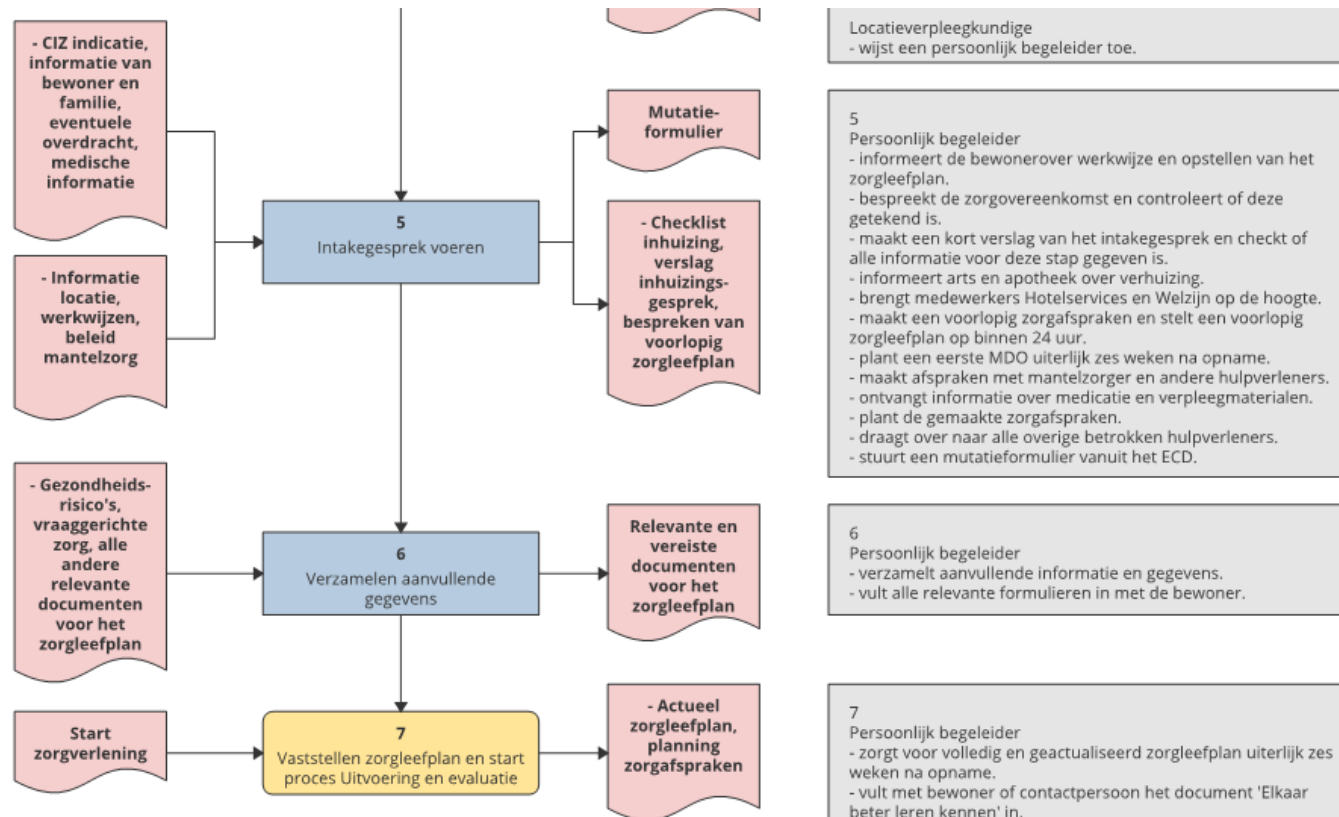 Locatieverpleegkundige
- wijst een persoonlijk begeleider toe.
- CIZ indicatie,
informatie van
bewoner en
familie,
eventuele
overdracht,
medische
informatie
- Informatie
locatie,
werkwijzen,
beleid
mantelzorg
5
Intakegesprek voeren
Mutatie-
formulier
- Checklist
inhuizing,
verslag
inhuizings-
gesprek,
bespreken van
voorlopig
zorgleefplan
5
Persoonlijk begeleider
- informeert de bewonerover werkwijze en opstellen van het
zorgleefplan.
- bespreekt de zorgovereenkomst en controleert of deze
getekend is.
- maakt een kort verslag van het intakegesprek en checkt of
alle informatie voor deze stap gegeven is.
- informeert arts en apotheek over verhuizing.
- brengt medewerkers Hotelservices en Welzijn op de hoogte.
- maakt een voorlopig zorgafspraken en stelt een voorlopig
zorgleefplan op binnen 24 uur.
- plant een eerste MDO uiterlijk zes weken na opname.
- maakt afspraken met mantelzorger en andere hulpverleners.
- ontvangt informatie over medicatie en verpleegmaterialen.
- plant de gemaakte zorgafspraken.
- draagt over naar alle overige betrokken hulpverleners.
- stuurt een mutatieformulier vanuit het ECD.
- Gezondheids-
risico's,
vraaggerichte
zorg, alle
andere
relevante
documenten
voor het
zorgleefplan
6
Verzamelen aanvullende
gegevens
Relevante en
vereiste
documenten
voor het
zorgleefplan
6
Persoonlijk begeleider
- verzamelt aanvullende informatie en gegevens.
- vult alle relevante formulieren in met de bewoner.
Start
zorgverlening
7
Vaststellen zorgleefplan en start
proces Uitvoering en evaluatie
- Actueel
zorgleefplan,
planning
zorgafspraken
7
Persoonlijk begeleider
- zorgt voor volledig en geactualiseerd zorgleefplan uiterlijk zes
weken na opname.
- vult met bewoner of contactpersoon het document 'Elkaar
beter leren kennen' in.